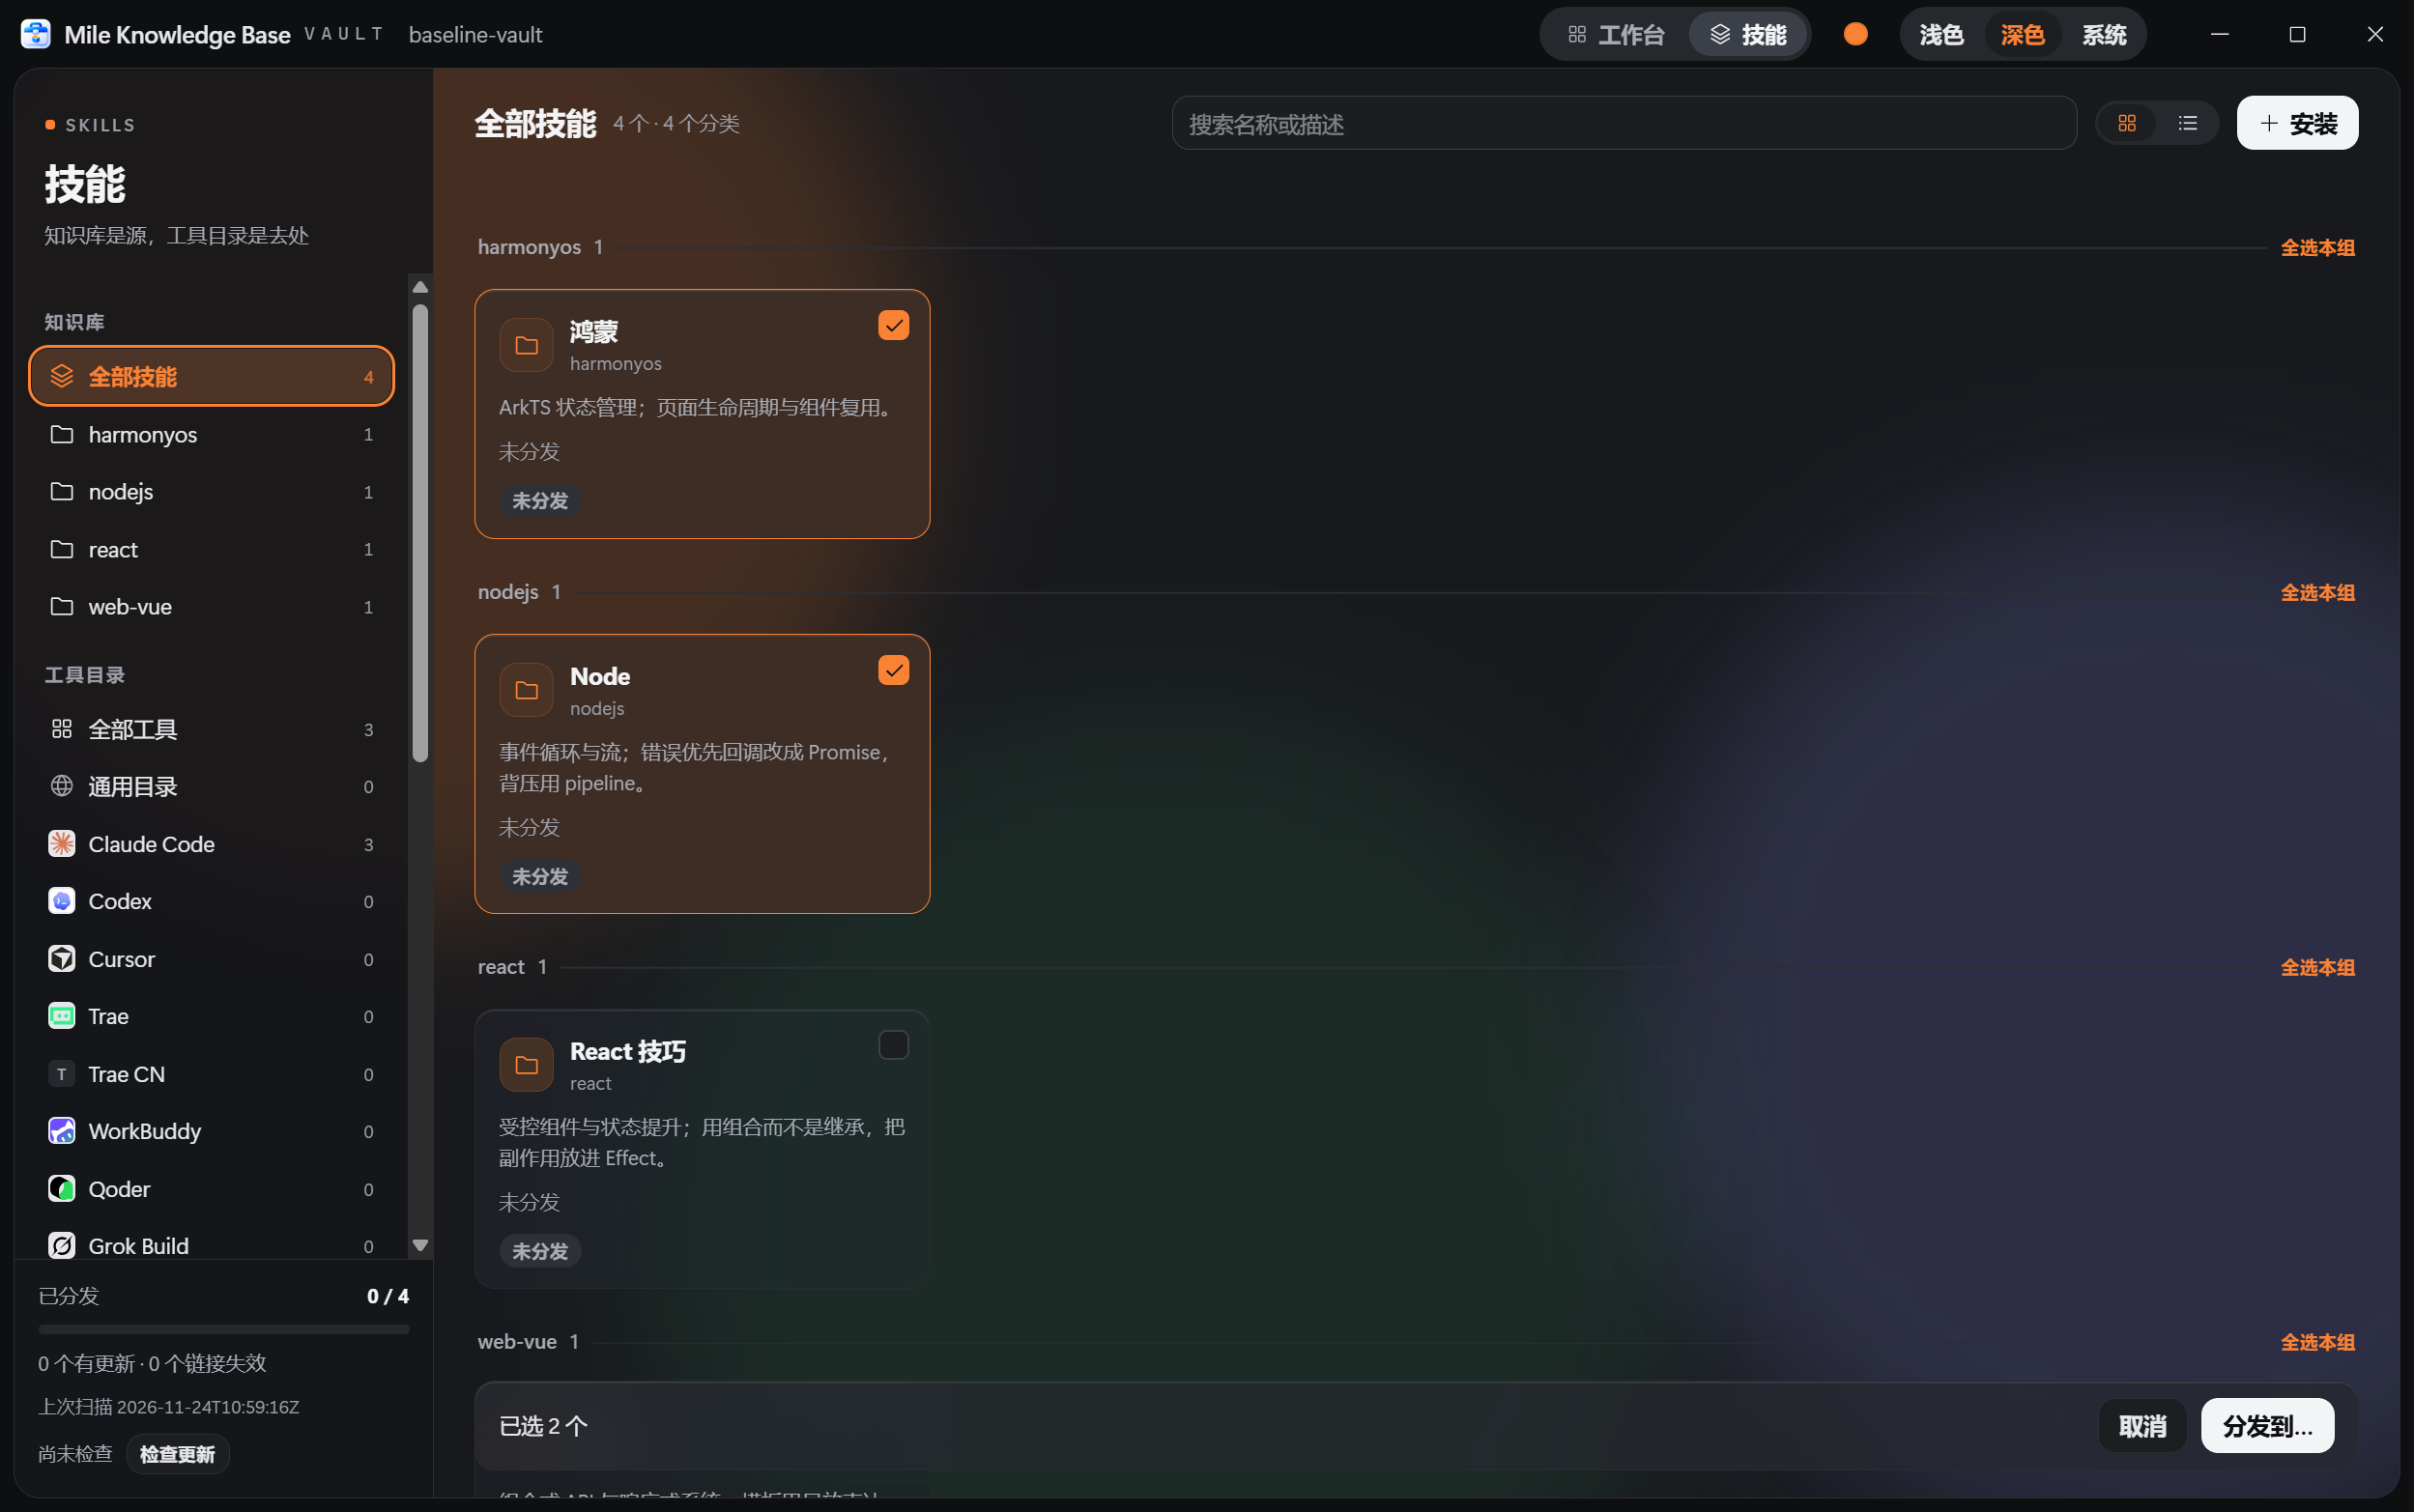 Mile Knowledge Base VAULT baseline-vault
工作台 技能 浅色 深色 系统
SKILLS
技能
知识库是源，工具目录是去处
知识库
全部技能 4
harmonyos 1
nodejs 1
react 1
web-vue 1
工具目录
全部工具 3
通用目录 0
Claude Code 3
Codex 0
Cursor 0
Trae 0
T Trae CN 0
WorkBuddy 0
Qoder 0
Grok Build 0
已分发 0 / 4
0 个有更新 · 0 个链接失效
上次扫描 2026-11-24T10:59:16Z
尚未检查 检查更新
全部技能 4 个 · 4 个分类
搜索名称或描述
安装
harmonyos 1 全选本组
鸿蒙
harmonyos
ArkTS 状态管理；页面生命周期与组件复用。
未分发
未分发
nodejs 1 全选本组
Node
nodejs
事件循环与流；错误优先回调改成 Promise，
背压用 pipeline。
未分发
未分发
react 1 全选本组
React 技巧
react
受控组件与状态提升；用组合而不是继承，把
副作用放进 Effect。
未分发
未分发
web-vue 1 全选本组
已选 2 个
取消 分发到...